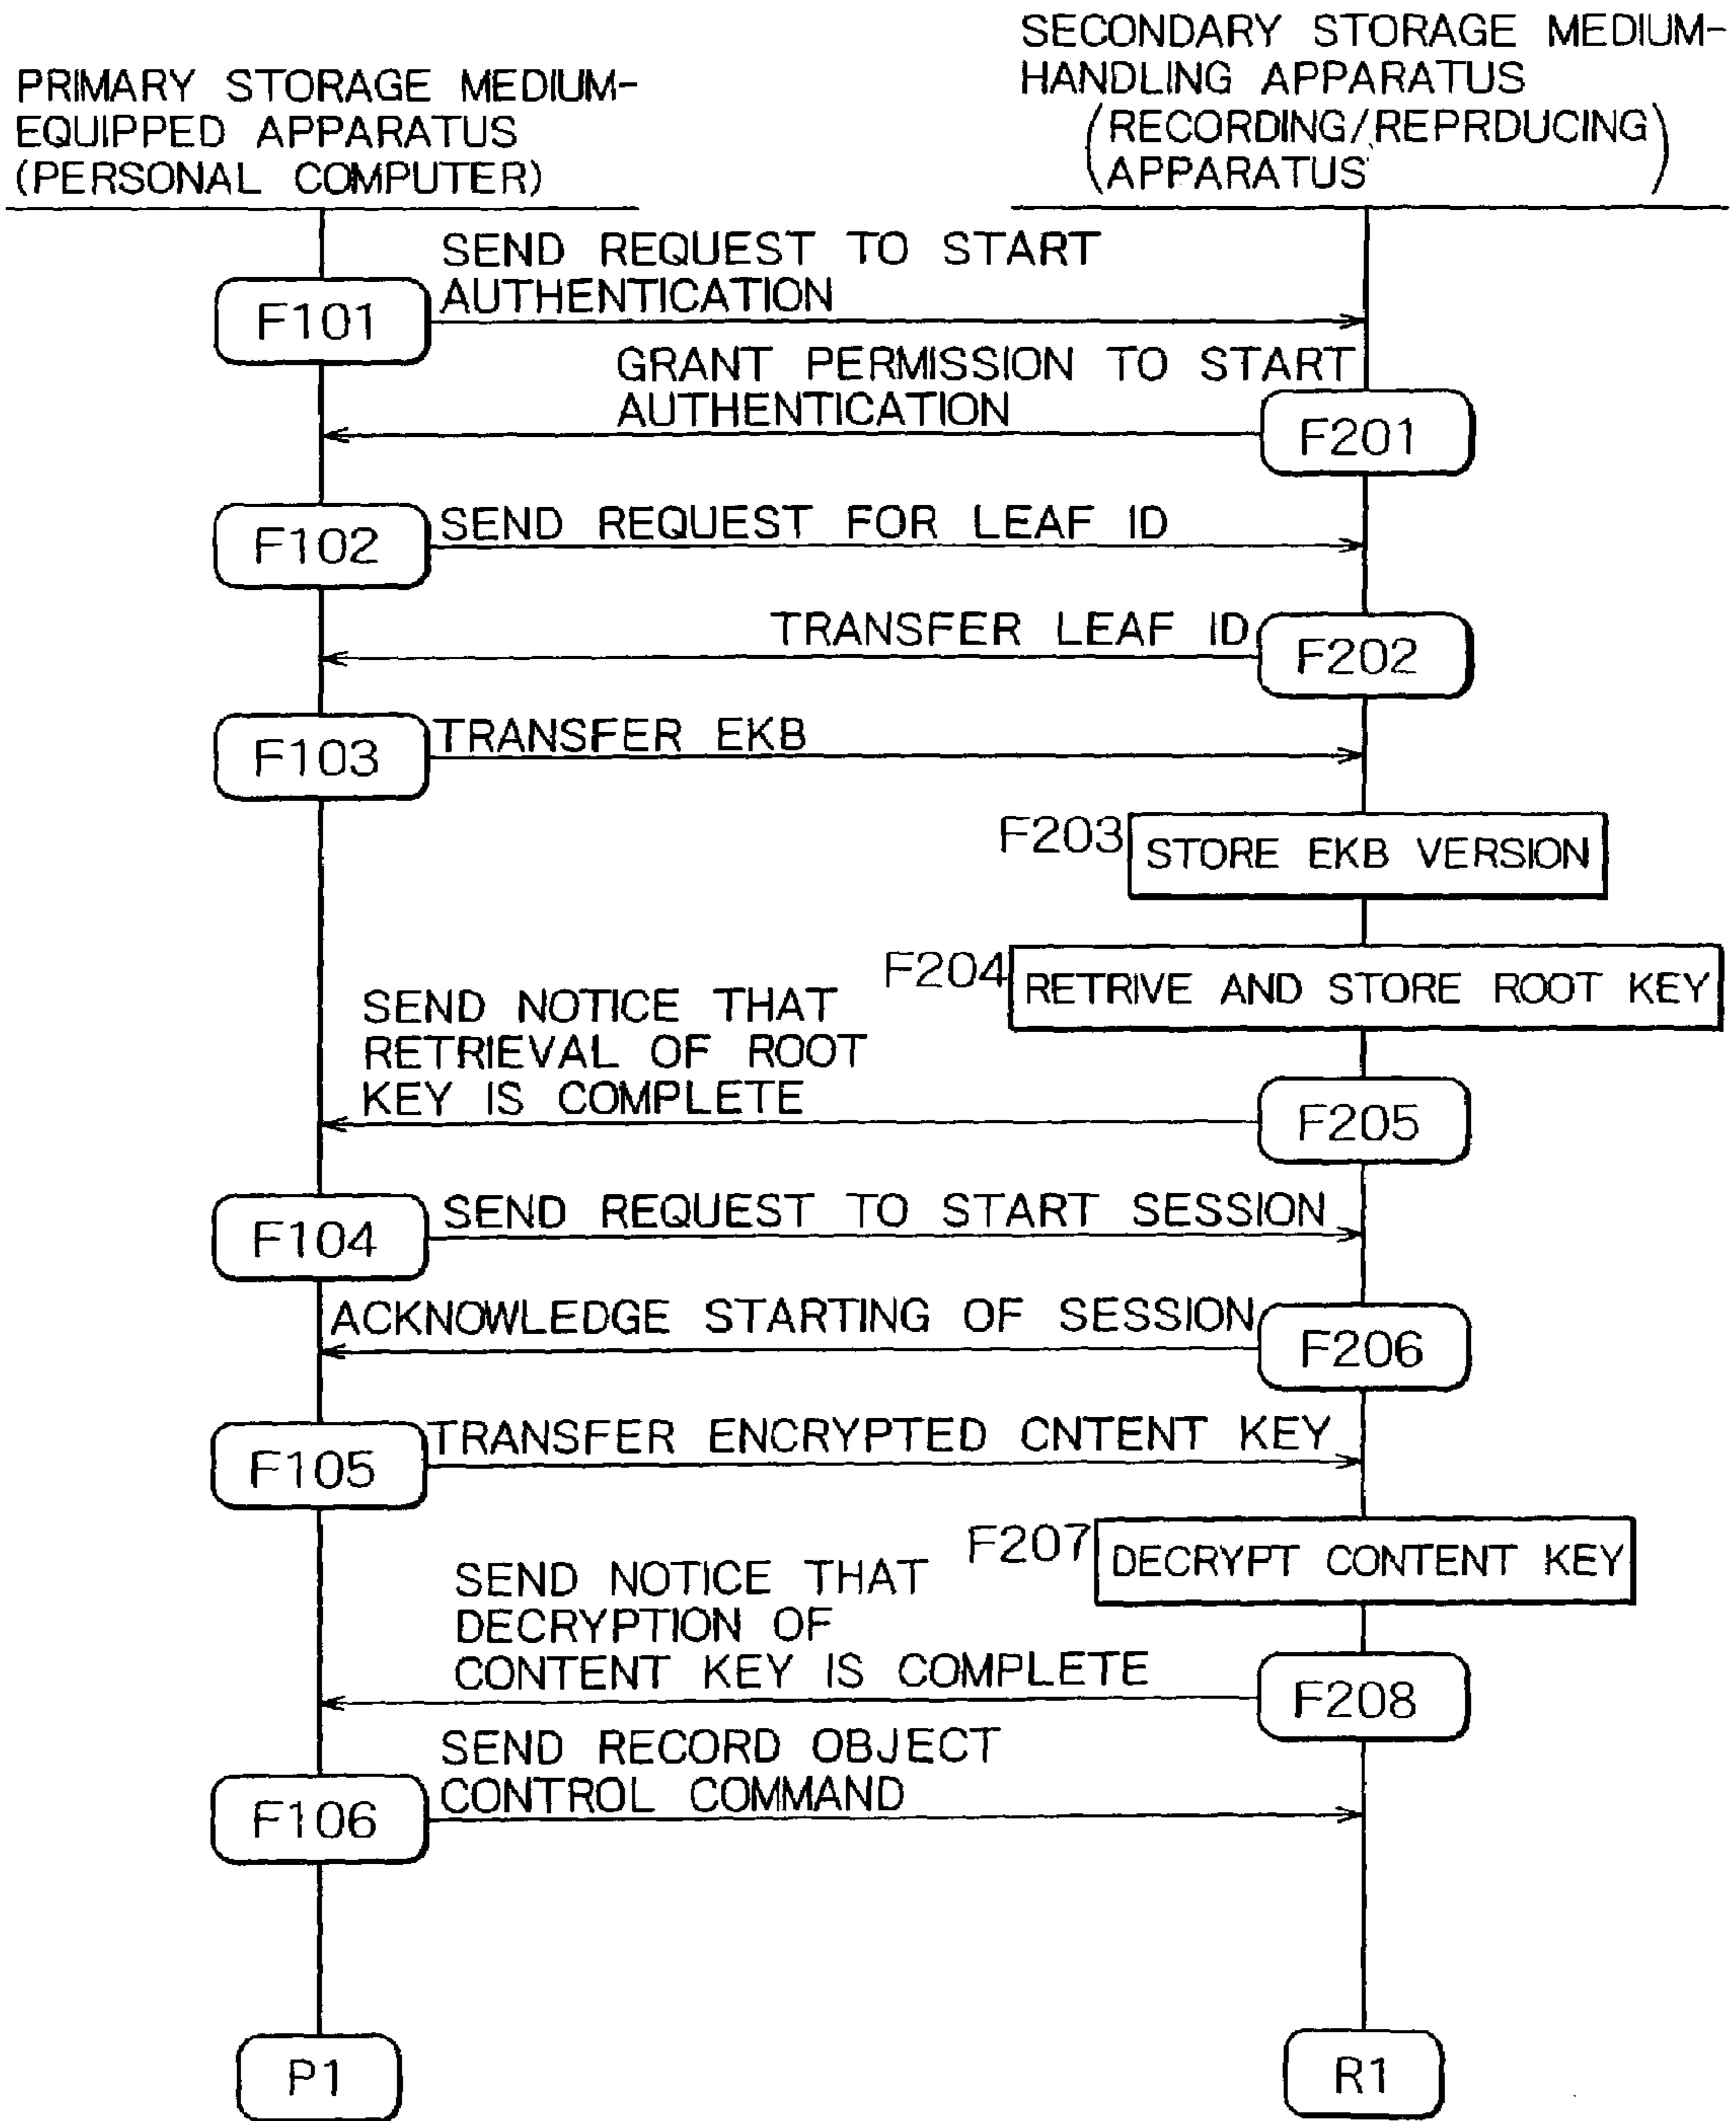 PRIMARY STORAGE MEDIUM-
EQUIPPED APPARATUS
(PERSONAL COMPUTER)
SECONDARY STORAGE MEDIUM-
HANDLING APPARATUS
(RECORDING/REPRDUCING
APPARATUS)
SEND REQUEST TO START
AUTHENTICATION
F101
GRANT PERMISSION TO START
AUTHENTICATION
F201
F102
SEND REQUEST FOR LEAF ID
TRANSFER LEAF ID
F202
F103
TRANSFER EKB
F203
STORE EKB VERSION
F204
RETRIVE AND STORE ROOT KEY
SEND NOTICE THAT
RETRIEVAL OF ROOT
KEY IS COMPLETE
F205
F104
SEND REQUEST TO START SESSION
ACKNOWLEDGE STARTING OF SESSION
F206
F105
TRANSFER ENCRYPTED CNTENT KEY
F207
DECRYPT CONTENT KEY
SEND NOTICE THAT
DECRYPTION OF
CONTENT KEY IS COMPLETE
F208
SEND RECORD OBJECT
CONTROL COMMAND
F106
P1
R1